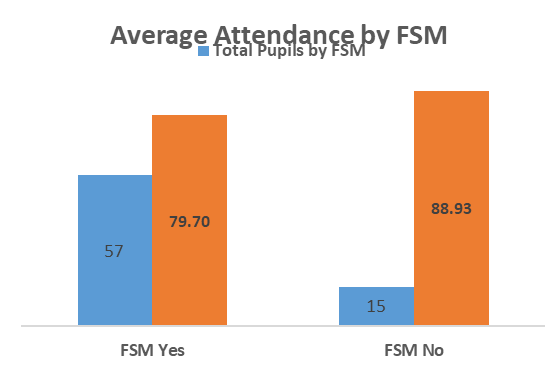 Average Attendance by FSM
Total Pupils by FSM
57
79.70
15
88.93
FSM Yes
FSM No